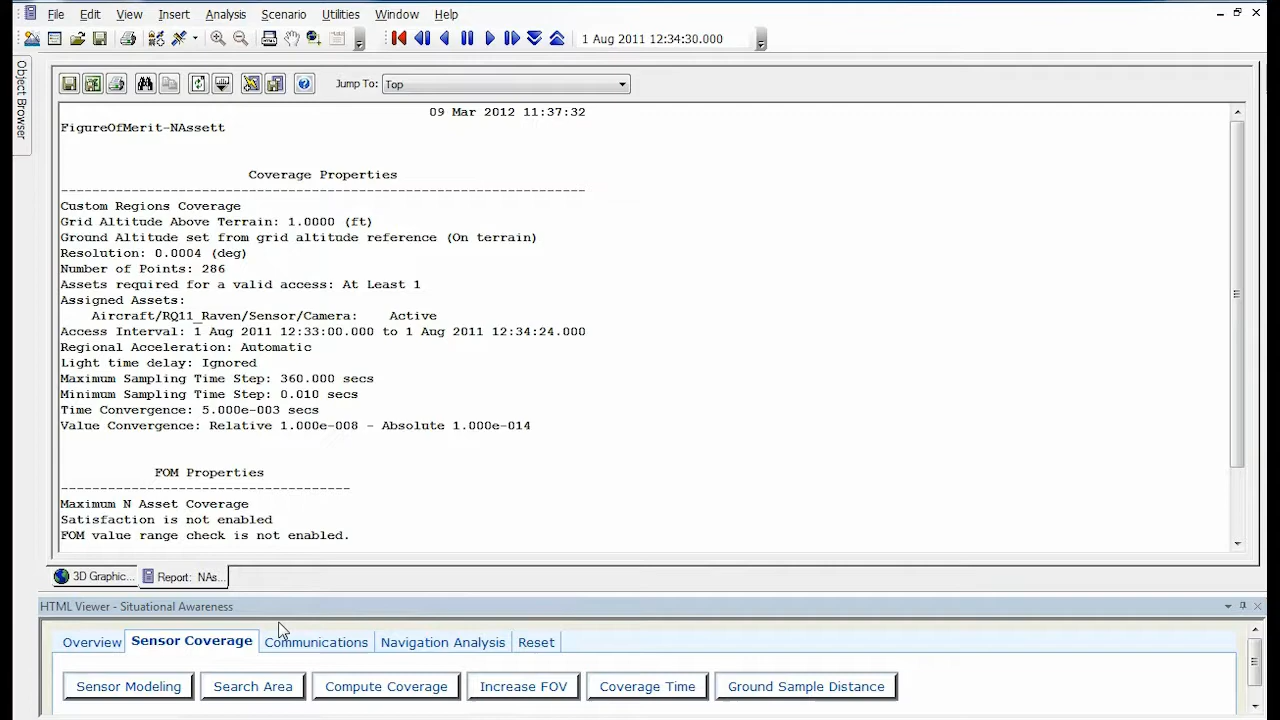 File Edit View Insert Analysis Scenario Utilities Window Help
1 Aug 2011 12:34:30.000
Object Browser
Jump To: Top
09 Mar 2012 11:37:32
FigureOfMerit-NAssett
Coverage Properties
-------------------------------------------------------------------
Custom Regions Coverage
Grid Altitude Above Terrain: 1.0000 (ft)
Ground Altitude set from grid altitude reference (On terrain)
Resolution: 0.0004 (deg)
Number of Points: 286
Assets required for a valid access: At Least 1
Assigned Assets:
Aircraft/RQ11_Raven/Sensor/Camera: Active
Access Interval: 1 Aug 2011 12:33:00.000 to 1 Aug 2011 12:34:24.000
Regional Acceleration: Automatic
Light time delay: Ignored
Maximum Sampling Time Step: 360.000 secs
Minimum Sampling Time Step: 0.010 secs
Time Convergence: 5.000e-003 secs
Value Convergence: Relative 1.000e-008 - Absolute 1.000e-014
FOM Properties
-------------------------------------
Maximum N Asset Coverage
Satisfaction is not enabled
FOM value range check is not enabled.
3D Graphic... Report: NAs...
HTML Viewer - Situational Awareness
Overview Sensor Coverage Communications Navigation Analysis Reset
Sensor Modeling Search Area Compute Coverage Increase FOV Coverage Time Ground Sample Distance